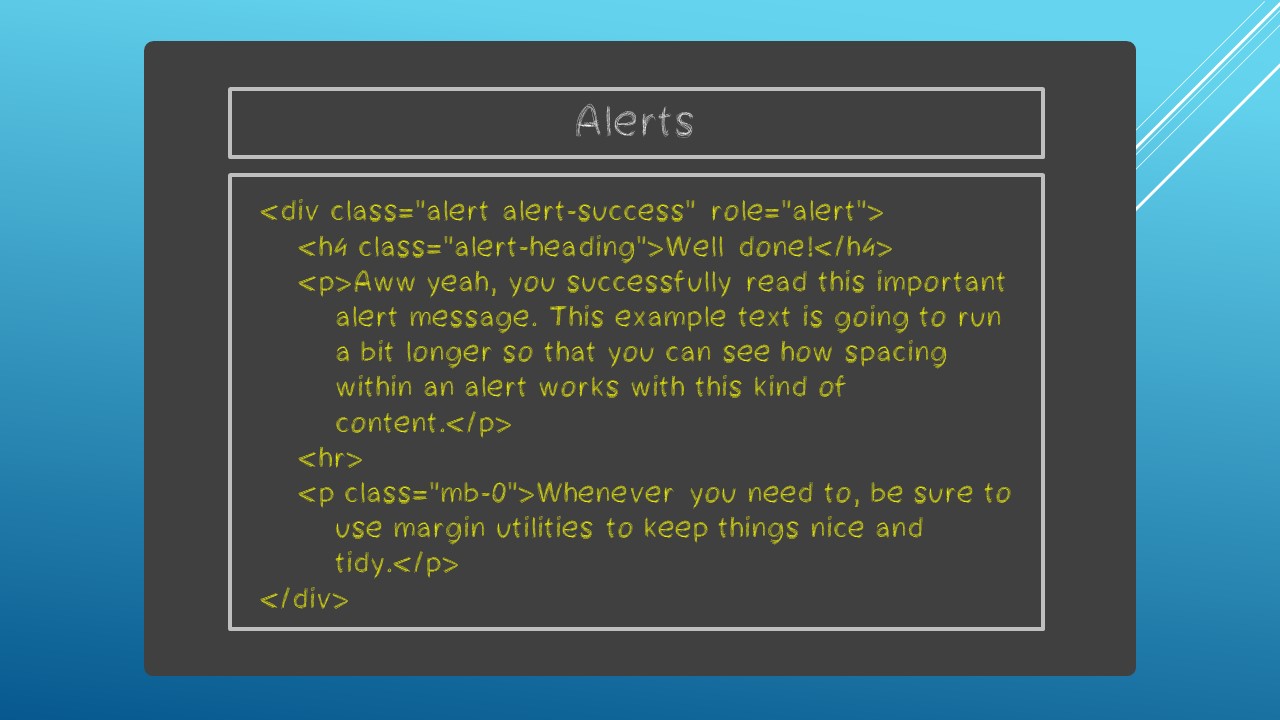 Alerts
<div class="alert alert-success" role="alert">
<h4 class="alert-heading">Well done!</h4>
<p>Aww yeah, you successfully read this important
alert message. This example text is going to run
a bit longer so that you can see how spacing
within an alert works with this kind of
content.</p>
<hr>
<p class="mb-0">Whenever you need to, be sure to
use margin utilities to keep things nice and
tidy.</p>
</div>